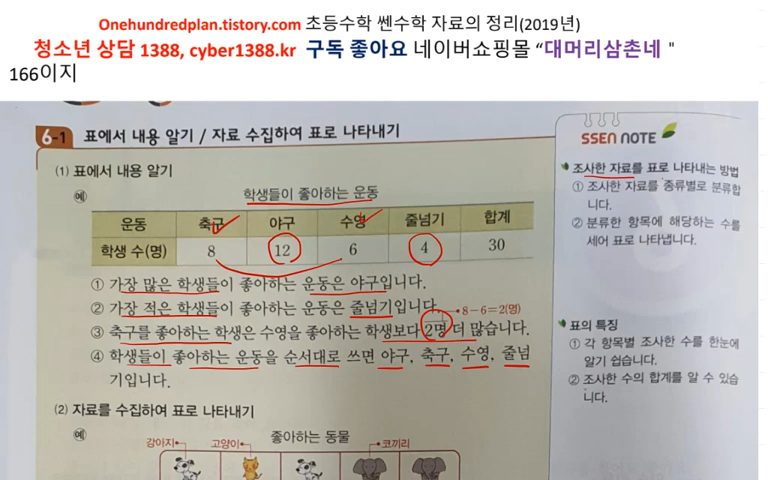 Onehundredplan.tistory.com 초등수학 쎈수학 자료의 정리(2019년)
청소년 상담 1388, cyber1388.kr 구독 좋아요 네이버쇼핑몰 “대머리삼촌네 "
166이지
6-1 표에서 내용 알기 / 자료 수집하여 표로 나타내기
(1) 표에서 내용 알기
예 학생들이 좋아하는 운동
운동 축구 야구 수영 줄넘기 합계
학생 수(명) 8 12 6 4 30
① 가장 많은 학생들이 좋아하는 운동은 야구입니다.
② 가장 적은 학생들이 좋아하는 운동은 줄넘기입니다.
8-6=2(명)
③ 축구를 좋아하는 학생은 수영을 좋아하는 학생보다 2명 더 많습니다.
④ 학생들이 좋아하는 운동을 순서대로 쓰면 야구, 축구, 수영, 줄넘
기입니다.
(2) 자료를 수집하여 표로 나타내기
예 좋아하는 동물
강아지 고양이 코끼리
SSEN NOTE
조사한 자료를 표로 나타내는 방법
① 조사한 자료를 종류별로 분류합
니다.
② 분류한 항목에 해당하는 수를
세어 표로 나타냅니다.
표의 특징
① 각 항목별 조사한 수를 한눈에
알기 쉽습니다.
② 조사한 수의 합계를 알 수 있습
니다.